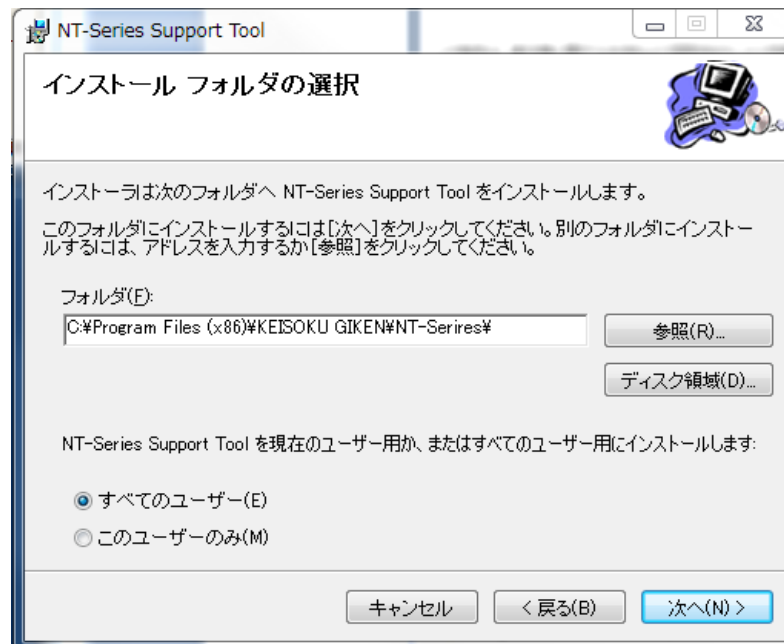 NT-Series Support Tool
インストール フォルダの選択
インストーラは次のフォルダへ NT-Series Support Tool をインストールします。
このフォルダにインストールするには[次へ]をクリックしてください。別のフォルダにインストー
ルするには、アドレスを入力するか[参照]をクリックしてください。
フォルダ(F):
C:¥Program Files (x86)¥KEISOKU GIKEN¥NT-Serires¥
参照(R)...
ディスク領域(D)...
NT-Series Support Tool を現在のユーザー用か、またはすべてのユーザー用にインストールします:
すべてのユーザー(E)
このユーザーのみ(M)
キャンセル
< 戻る(B)
次へ(N) >